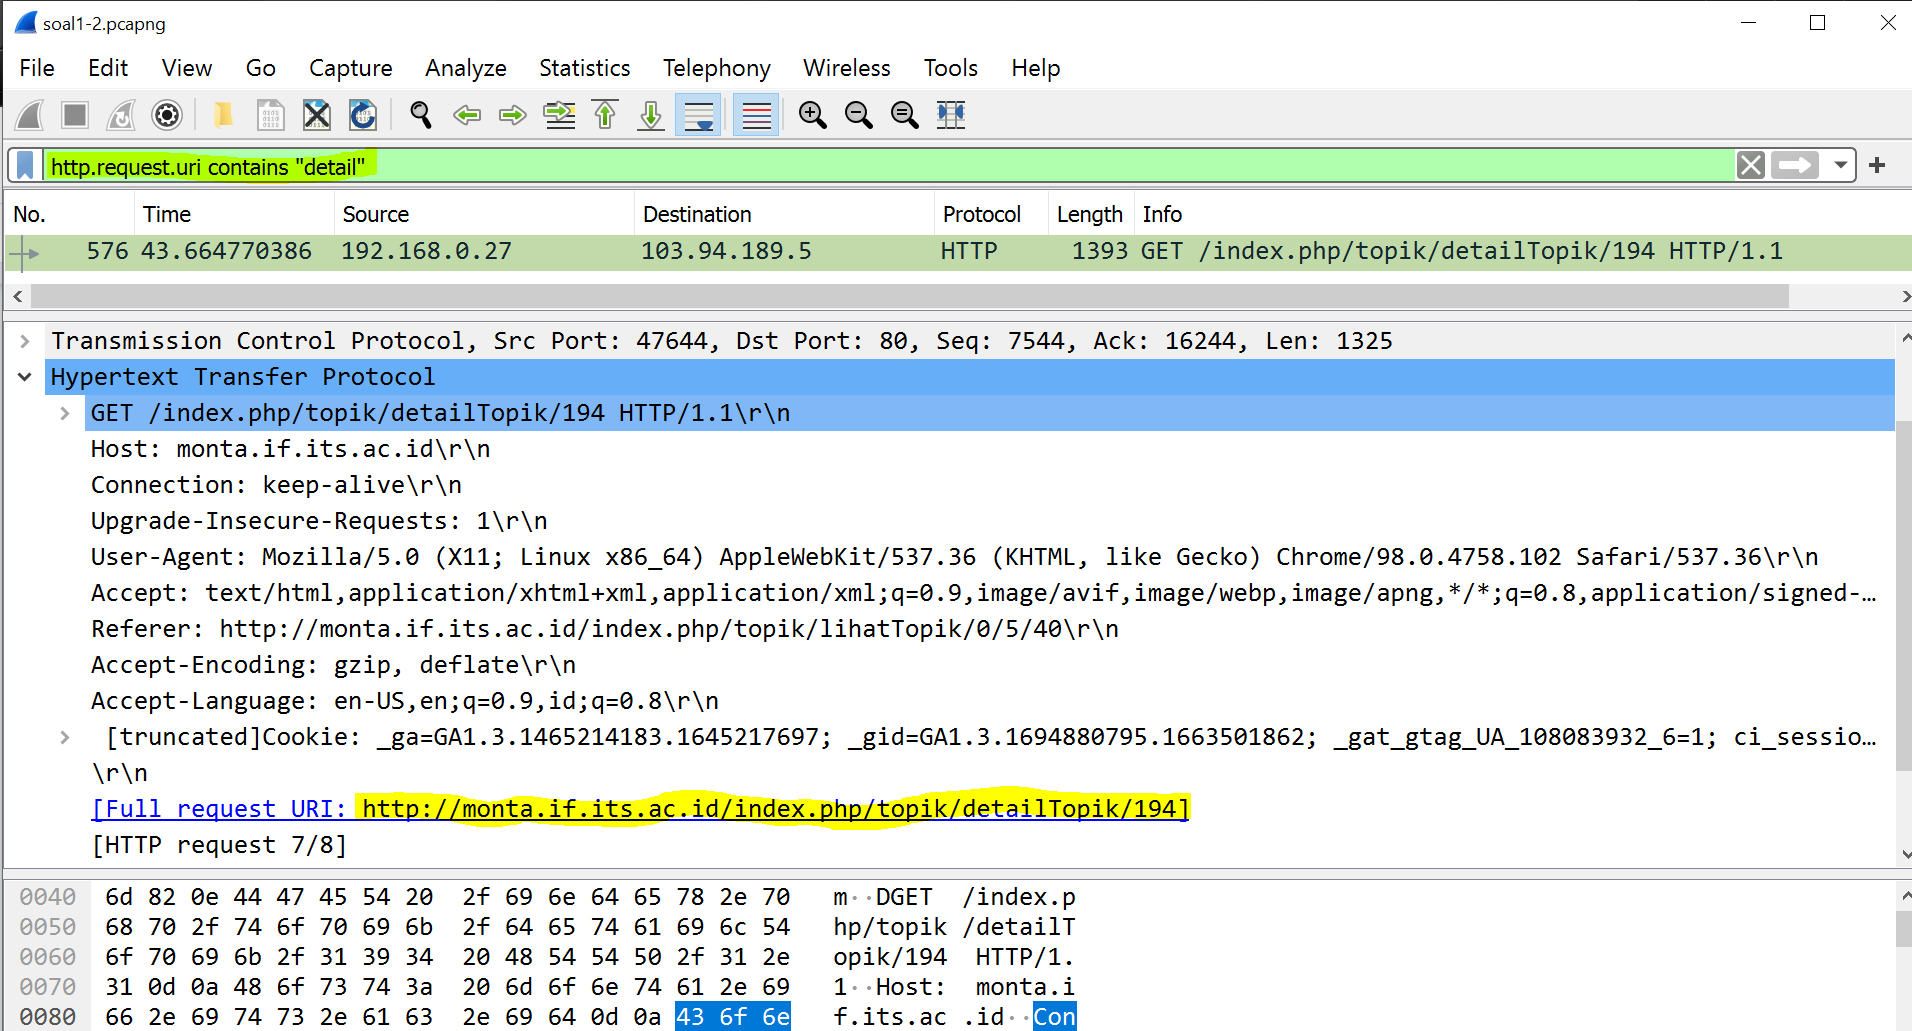 soal1-2.pcapng
File Edit View Go Capture Analyze Statistics Telephony Wireless Tools Help
http.request.uri contains "detail"
No. Time Source Destination Protocol Length Info
576 43.664770386 192.168.0.27 103.94.189.5 HTTP 1393 GET /index.php/topik/detailTopik/194 HTTP/1.1
Transmission Control Protocol, Src Port: 47644, Dst Port: 80, Seq: 7544, Ack: 16244, Len: 1325
Hypertext Transfer Protocol
GET /index.php/topik/detailTopik/194 HTTP/1.1\r\n
Host: monta.if.its.ac.id\r\n
Connection: keep-alive\r\n
Upgrade-Insecure-Requests: 1\r\n
User-Agent: Mozilla/5.0 (X11; Linux x86_64) AppleWebKit/537.36 (KHTML, like Gecko) Chrome/98.0.4758.102 Safari/537.36\r\n
Accept: text/html,application/xhtml+xml,application/xml;q=0.9,image/avif,image/webp,image/apng,*/*;q=0.8,application/signed-…
Referer: http://monta.if.its.ac.id/index.php/topik/lihatTopik/0/5/40\r\n
Accept-Encoding: gzip, deflate\r\n
Accept-Language: en-US,en;q=0.9,id;q=0.8\r\n
[truncated]Cookie: _ga=GA1.3.1465214183.1645217697; _gid=GA1.3.1694880795.1663501862; _gat_gtag_UA_108083932_6=1; ci_sessio…
\r\n
[Full request URI: http://monta.if.its.ac.id/index.php/topik/detailTopik/194]
[HTTP request 7/8]
0040 6d 82 0e 44 47 45 54 20 2f 69 6e 64 65 78 2e 70 m··DGET /index.p
0050 68 70 2f 74 6f 70 69 6b 2f 64 65 74 61 69 6c 54 hp/topik /detailT
0060 6f 70 69 6b 2f 31 39 34 20 48 54 54 50 2f 31 2e opik/194 HTTP/1.
0070 31 0d 0a 48 6f 73 74 3a 20 6d 6f 6e 74 61 2e 69 1··Host: monta.i
0080 66 2e 69 74 73 2e 61 63 2e 69 64 0d 0a 43 6f 6e f.its.ac .id··Con